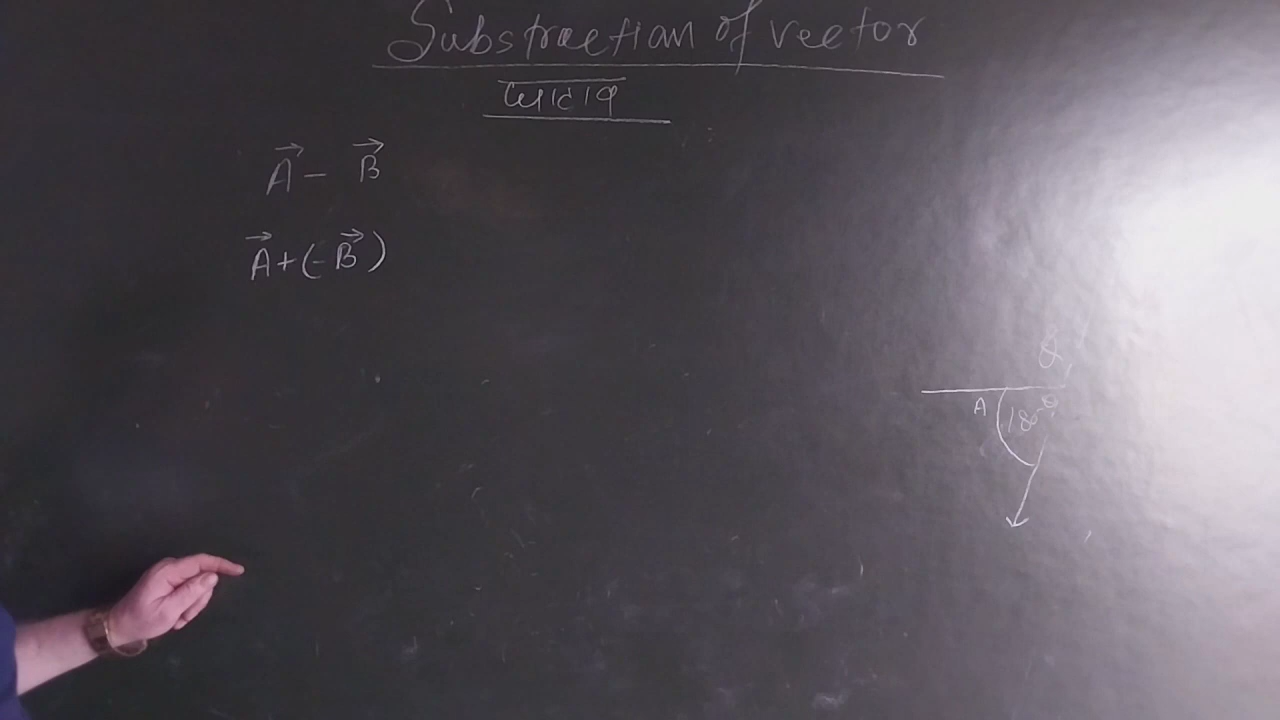 Substraction of vector
घटाव
A⃗ - B⃗
A⃗ + (-B⃗)
θ
A 180-θ